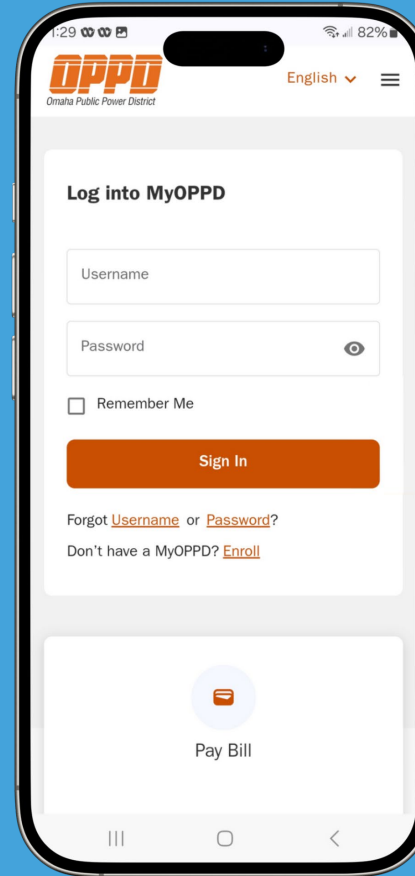 1:29 82%
OPPD
Omaha Public Power District
English
Log into MyOPPD
Username
Password
Remember Me
Sign In
Forgot Username or Password?
Don't have a MyOPPD? Enroll
Pay Bill